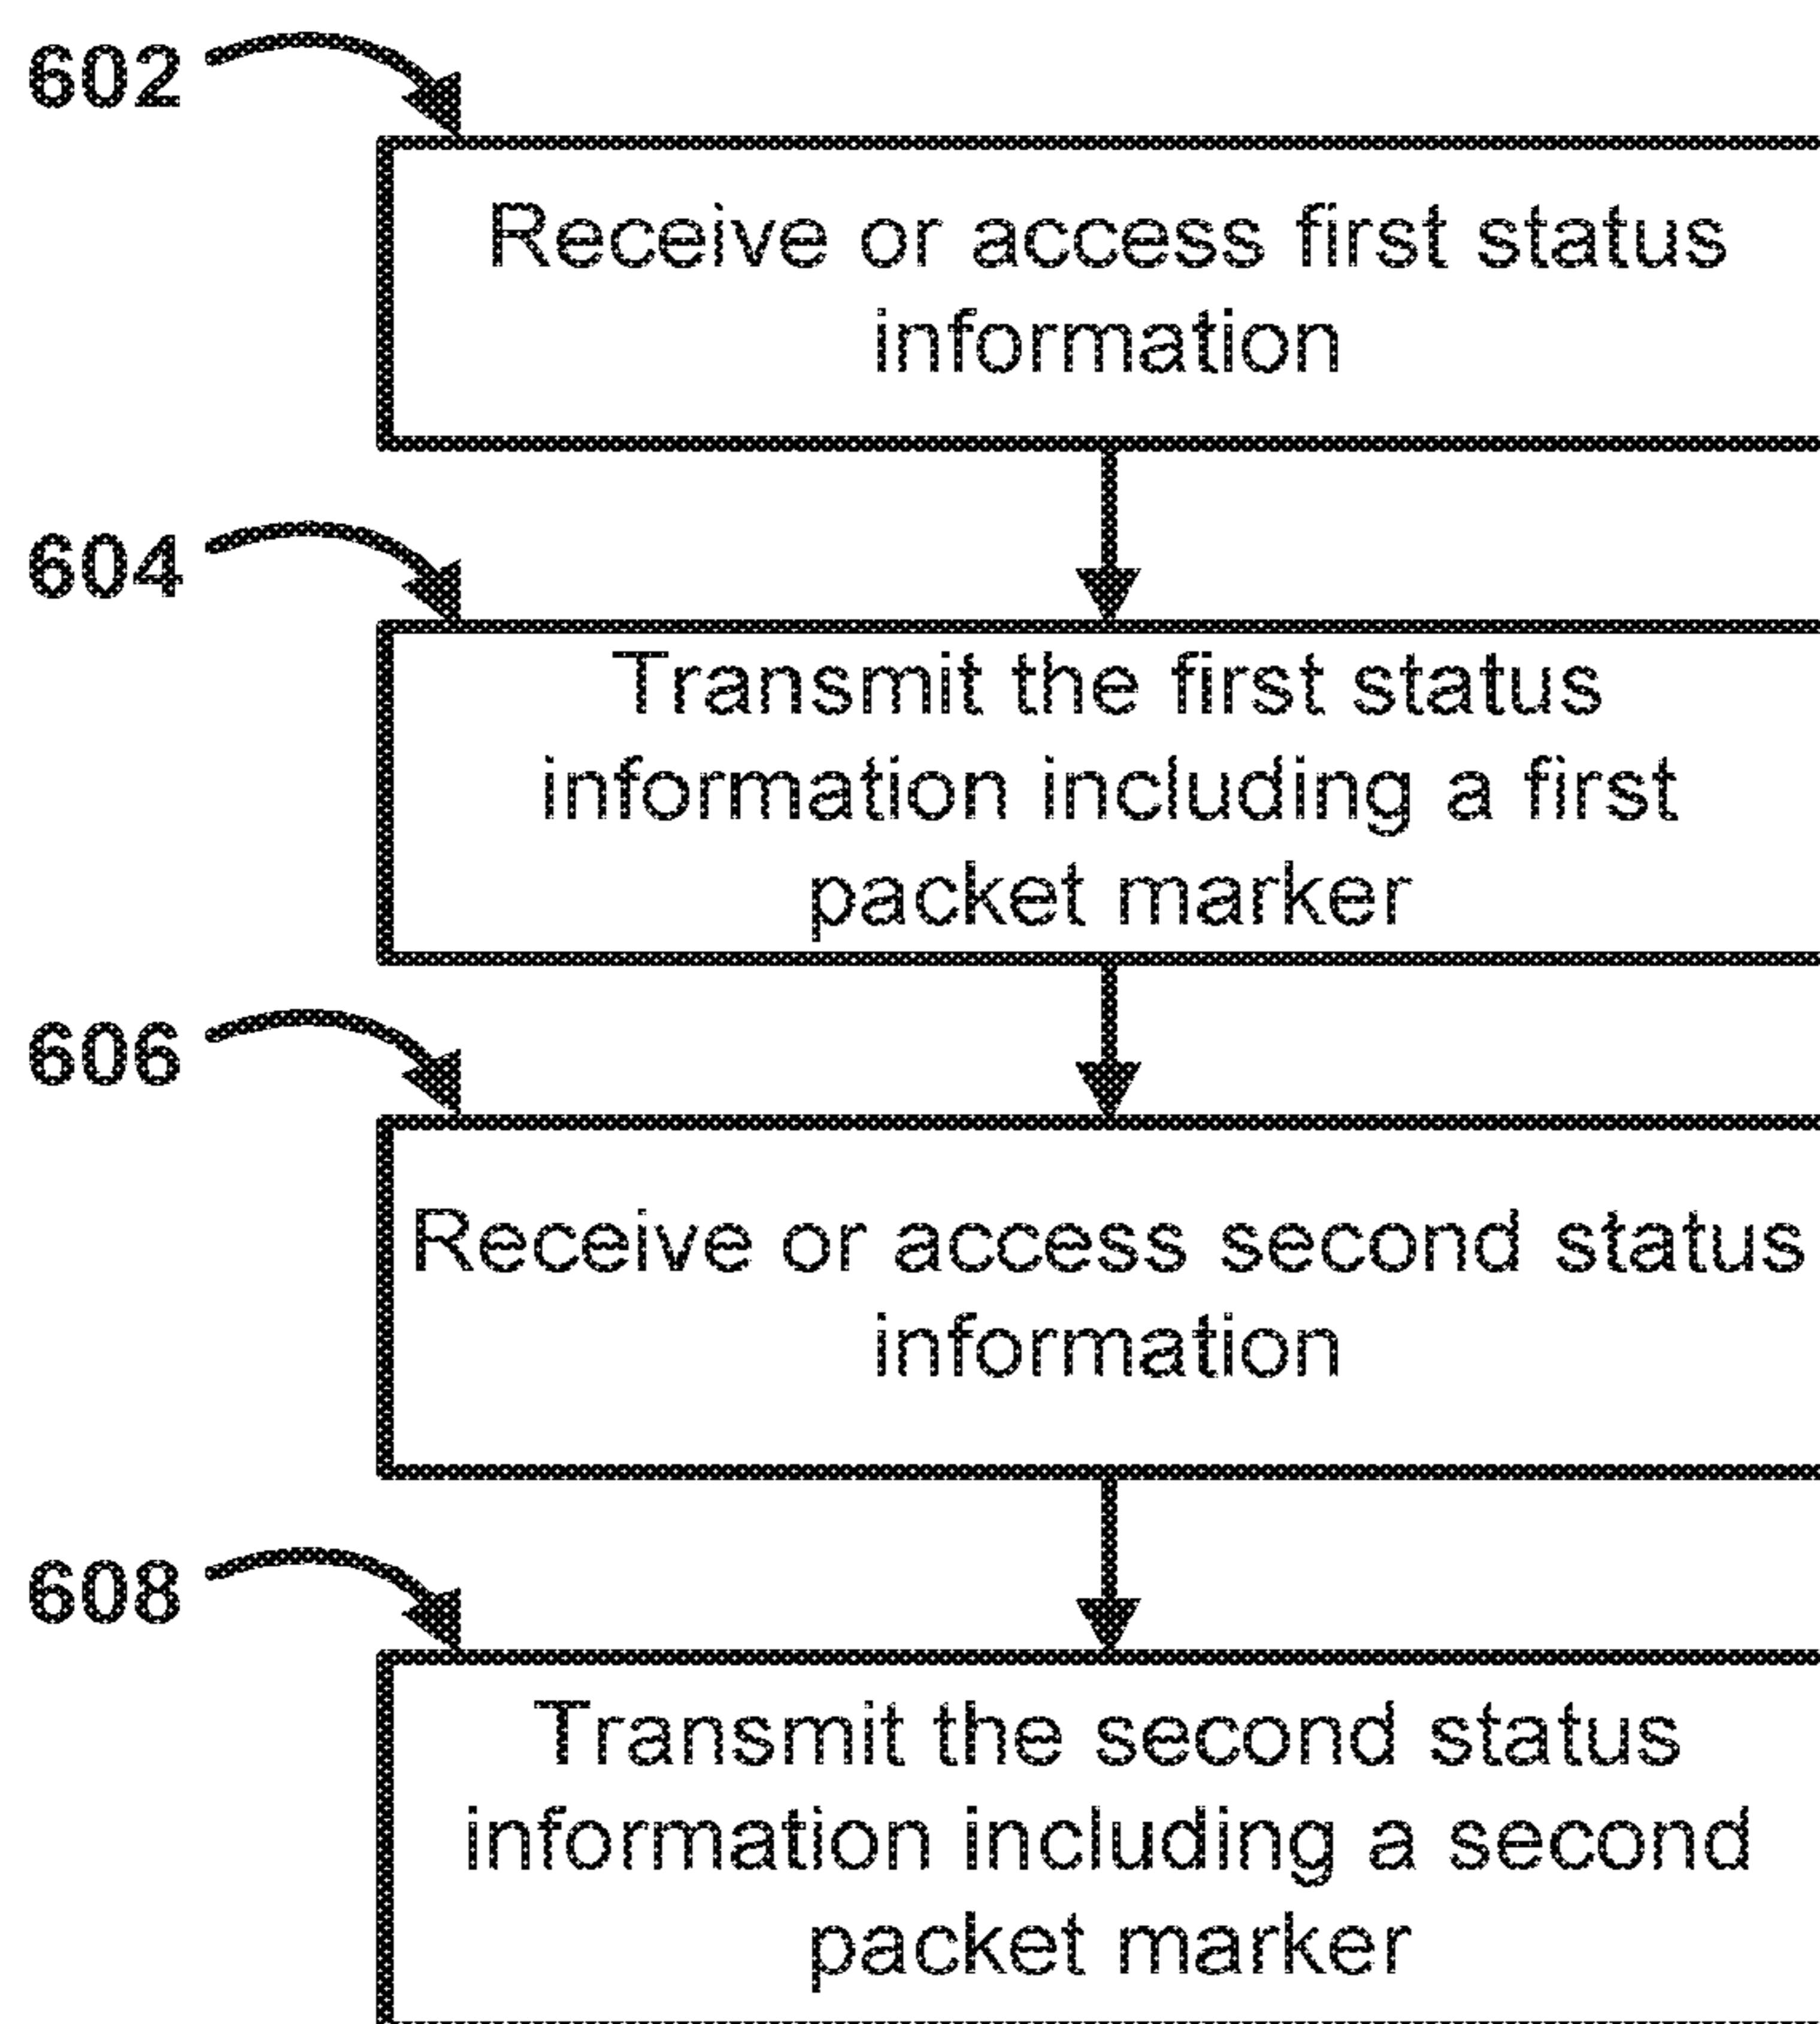 602
Receive or access first status
information
604
Transmit the first status
information including a first
packet marker
606
Receive or access second status
information
608
Transmit the second status
information including a second
packet marker